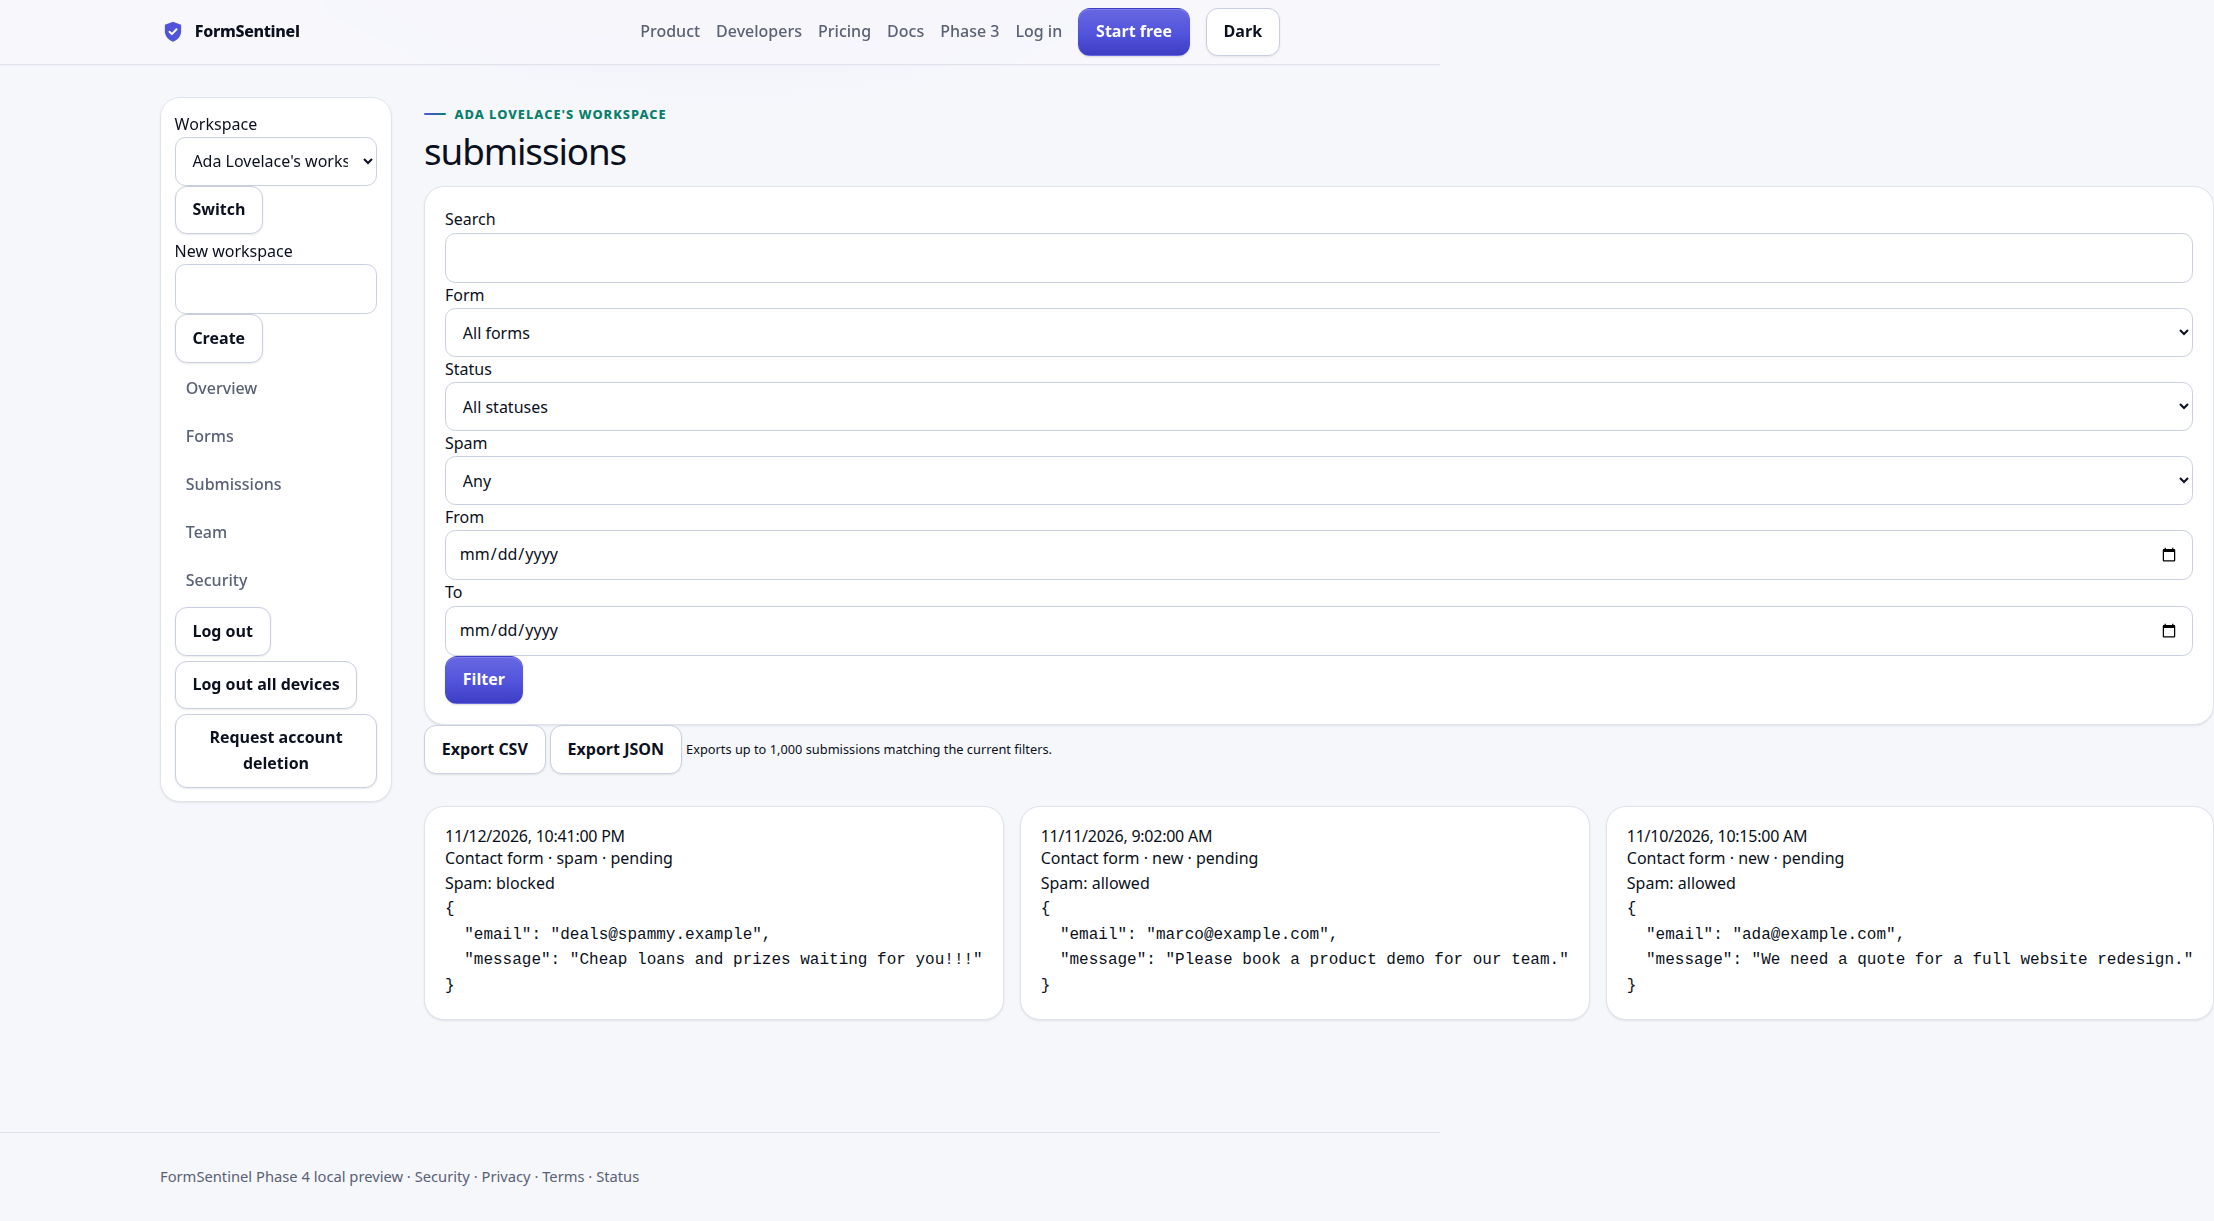 FormSentinel
Product Developers Pricing Docs Phase 3 Log in Start free Dark
Workspace
Ada Lovelace's works
Switch
New workspace
Create
Overview
Forms
Submissions
Team
Security
Log out
Log out all devices
Request account
deletion
ADA LOVELACE'S WORKSPACE
submissions
Search
Form
All forms
Status
All statuses
Spam
Any
From
mm/dd/yyyy
To
mm/dd/yyyy
Filter
Export CSV Export JSON Exports up to 1,000 submissions matching the current filters.
11/12/2026, 10:41:00 PM
Contact form · spam · pending
Spam: blocked
{
"email": "deals@spammy.example",
"message": "Cheap loans and prizes waiting for you!!!"
}
11/11/2026, 9:02:00 AM
Contact form · new · pending
Spam: allowed
{
"email": "marco@example.com",
"message": "Please book a product demo for our team."
}
11/10/2026, 10:15:00 AM
Contact form · new · pending
Spam: allowed
{
"email": "ada@example.com",
"message": "We need a quote for a full website redesign."
}
FormSentinel Phase 4 local preview · Security · Privacy · Terms · Status